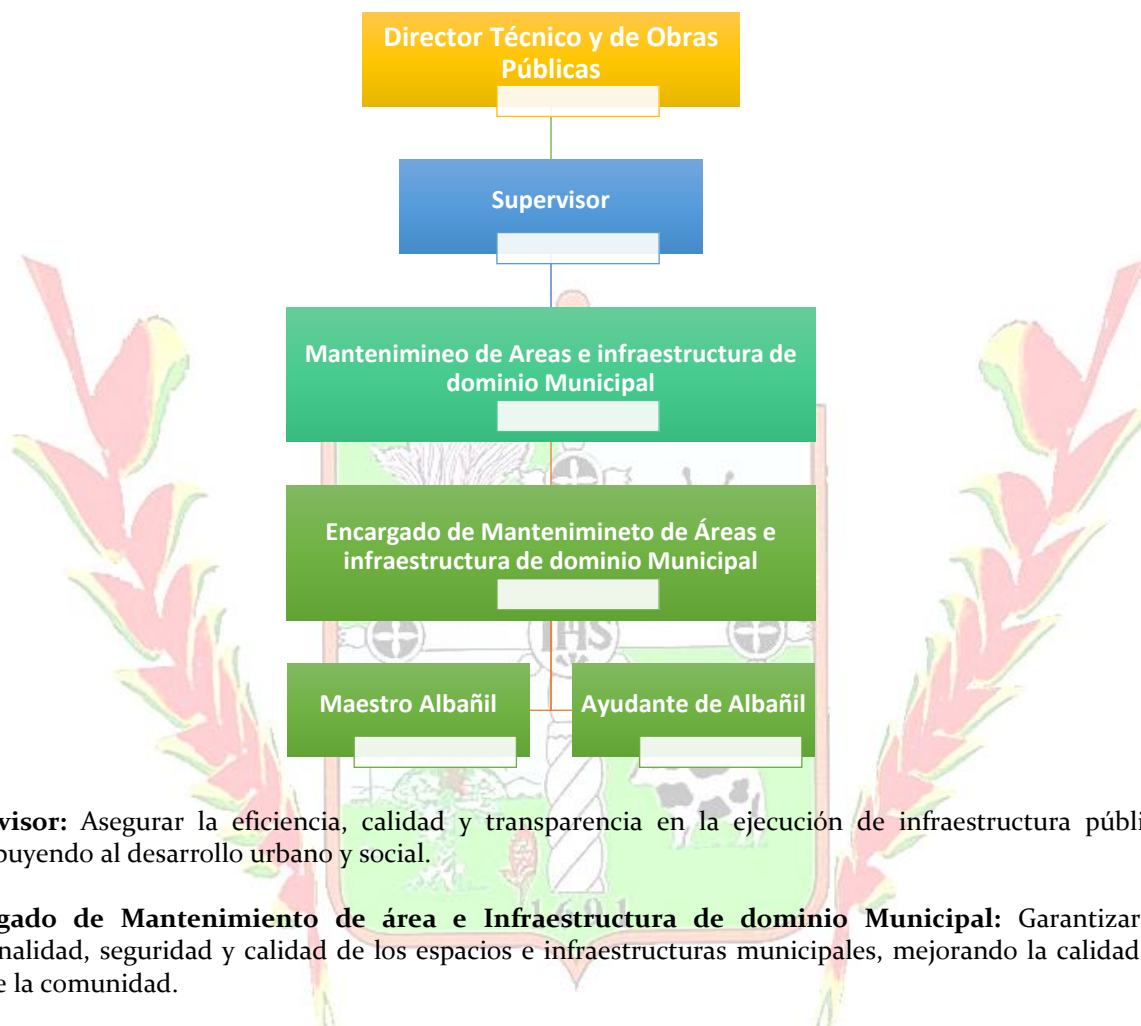 Director Técnico y de Obras
Públicas
Supervisor
Mantenimineo de Areas e infraestructura de
dominio Municipal
Encargado de Mantenimineto de Áreas e
infraestructura de dominio Municipal
IHS
Maestro Albañil
Ayudante de Albañil
visor: Asegurar la eficiencia, calidad y transparencia en la ejecución de infraestructura públi
buyendo al desarrollo urbano y social.
1691
gado de Mantenimiento de área e Infraestructura de dominio Municipal: Garantizar
nalidad, seguridad y calidad de los espacios e infraestructuras municipales, mejorando la calidad
e la comunidad.